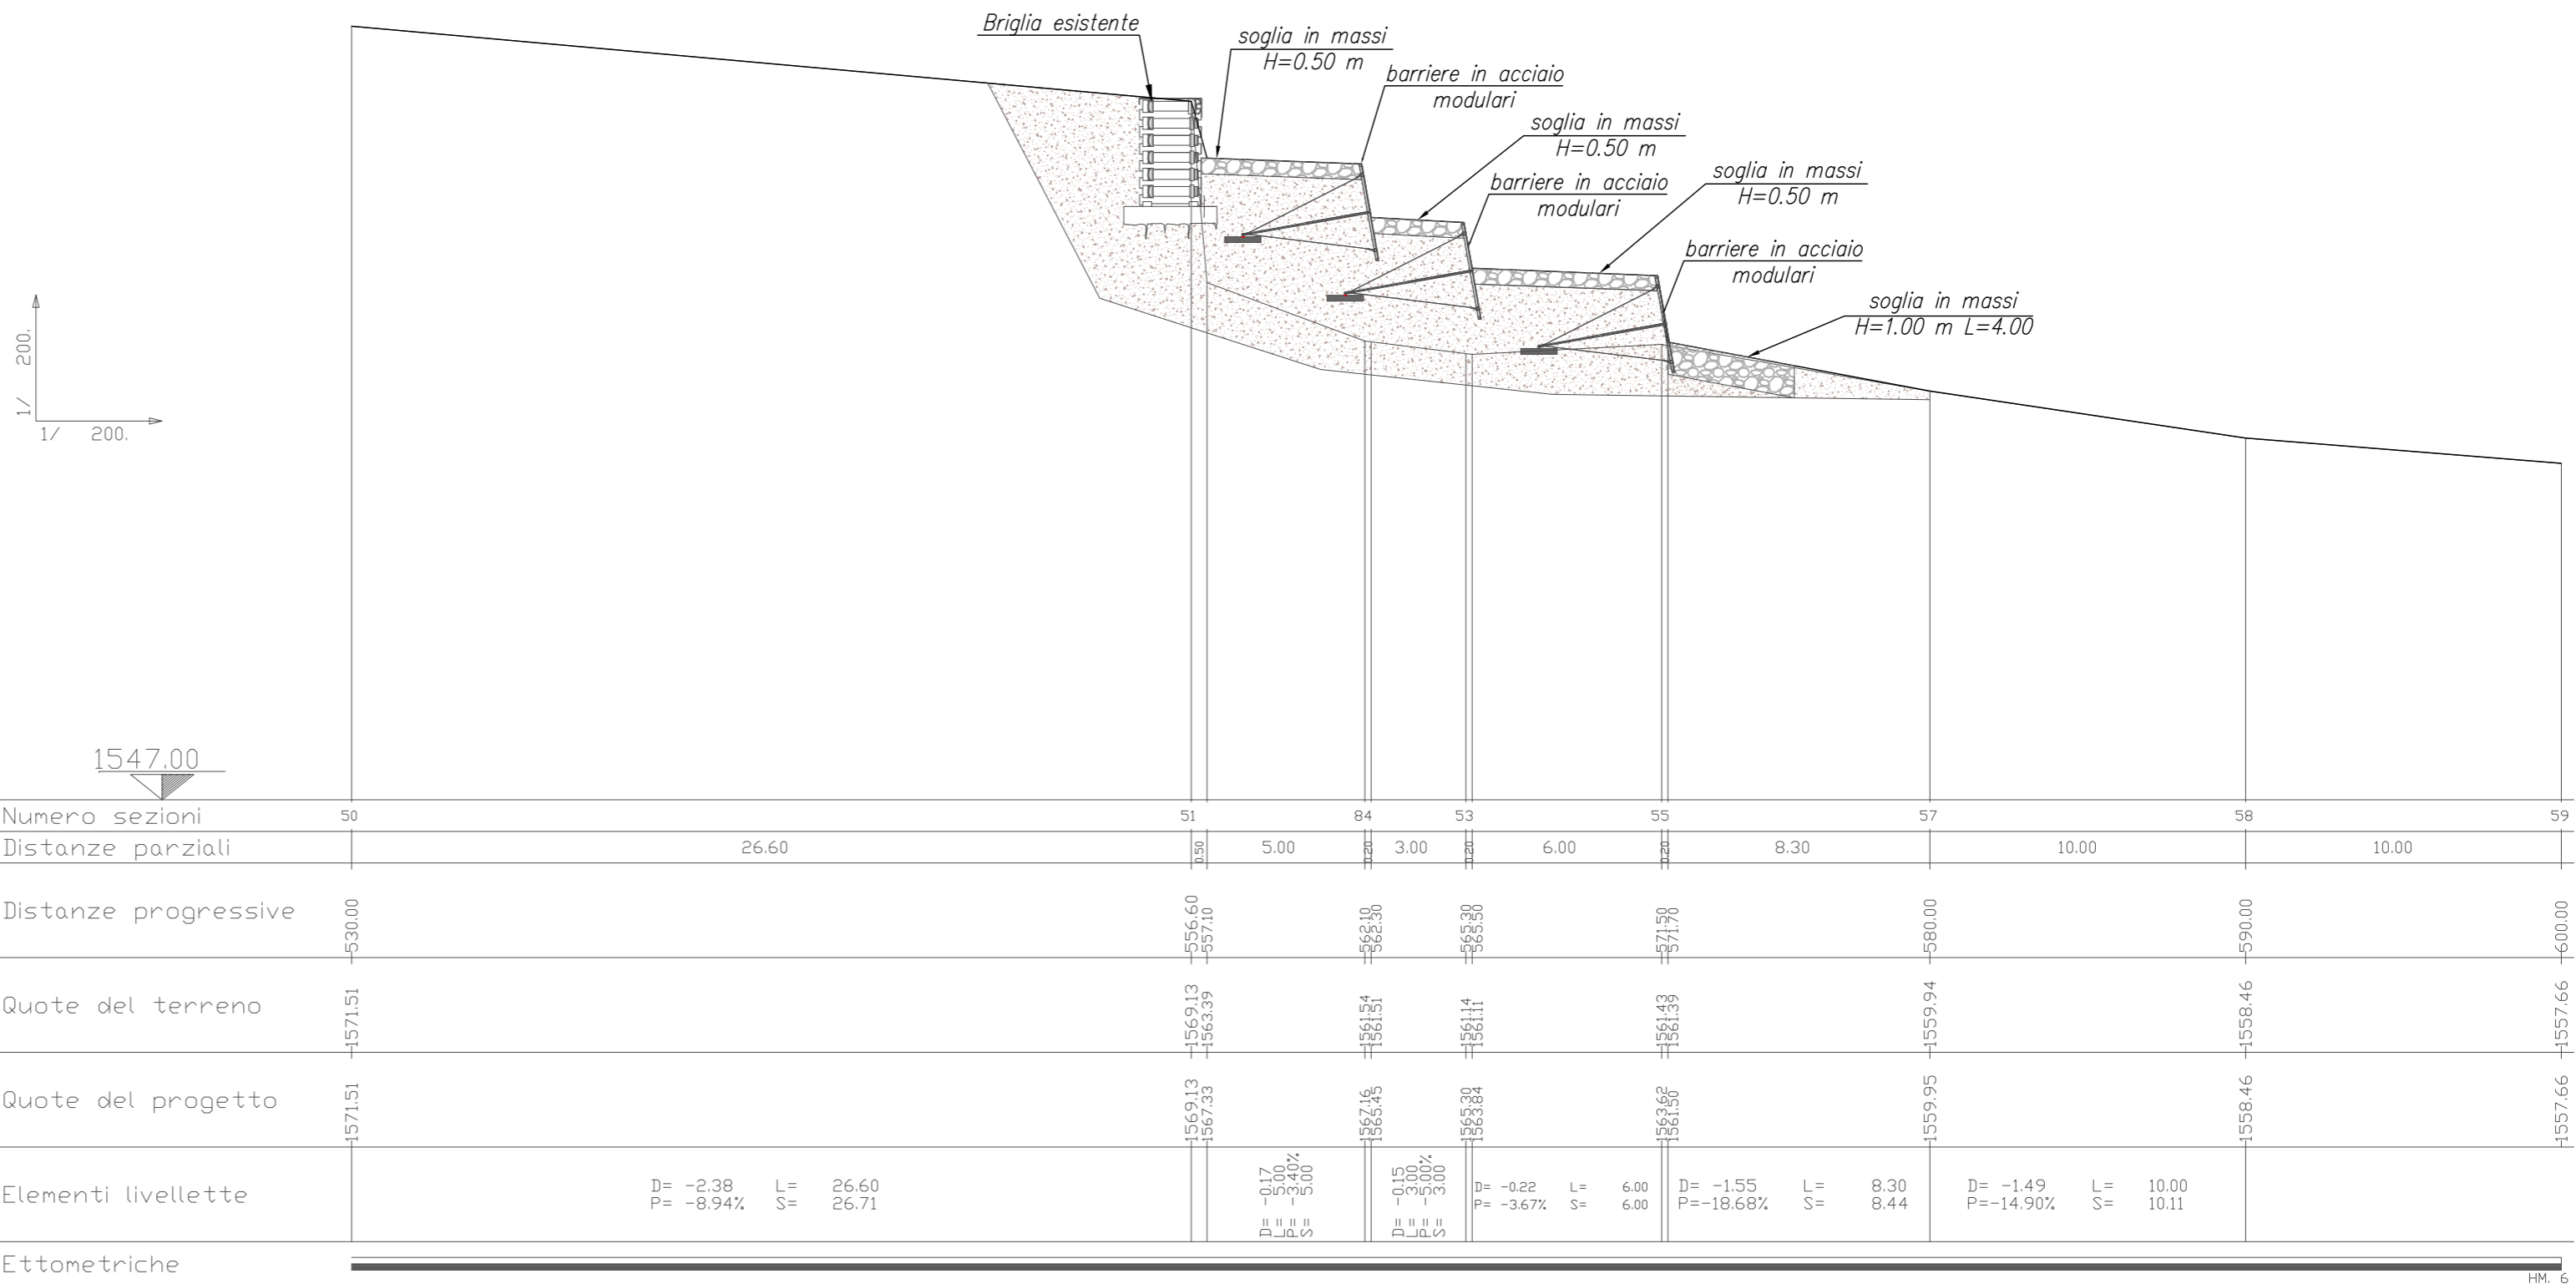 Briglia esistente
soglia in massi
H=0.50 m
barriere in acciaio
modulari
soglia in massi
H=0.50 m
barriere in acciaio
modulari
soglia in massi
H=0.50 m
barriere in acciaio
modulari
soglia in massi
H=1.00 m L=4.00
1/ 200.
1/ 200.
1547.00
Numero sezioni 50 51 84 53 55 57 58 59
Distanze parziali 26.60 0.50 5.00 0.20 3.00 0.20 6.00 0.20 8.30 10.00 10.00
Distanze progressive 530.00 556.60 557.10 562.10 562.30 565.30 565.50 571.50 571.70 580.00 590.00 600.00
Quote del terreno 1571.51 1569.13 1563.39 1561.54 1561.51 1561.14 1561.11 1561.43 1561.39 1559.94 1558.46 1557.66
Quote del progetto 1571.51 1569.13 1567.33 1567.16 1565.45 1565.30 1563.84 1563.62 1561.50 1559.95 1558.46 1557.66
Elementi livellette
D= -2.38 L= 26.60
P= -8.94% S= 26.71
D= -0.17
L= 5.00
P= -3.40%
S= 5.00
D= -0.15
L= 3.00
P= -5.00%
S= 3.00
D= -0.22 L= 6.00
P= -3.67% S= 6.00
D= -1.55 L= 8.30
P=-18.68% S= 8.44
D= -1.49 L= 10.00
P=-14.90% S= 10.11
Ettometriche
HM. 6